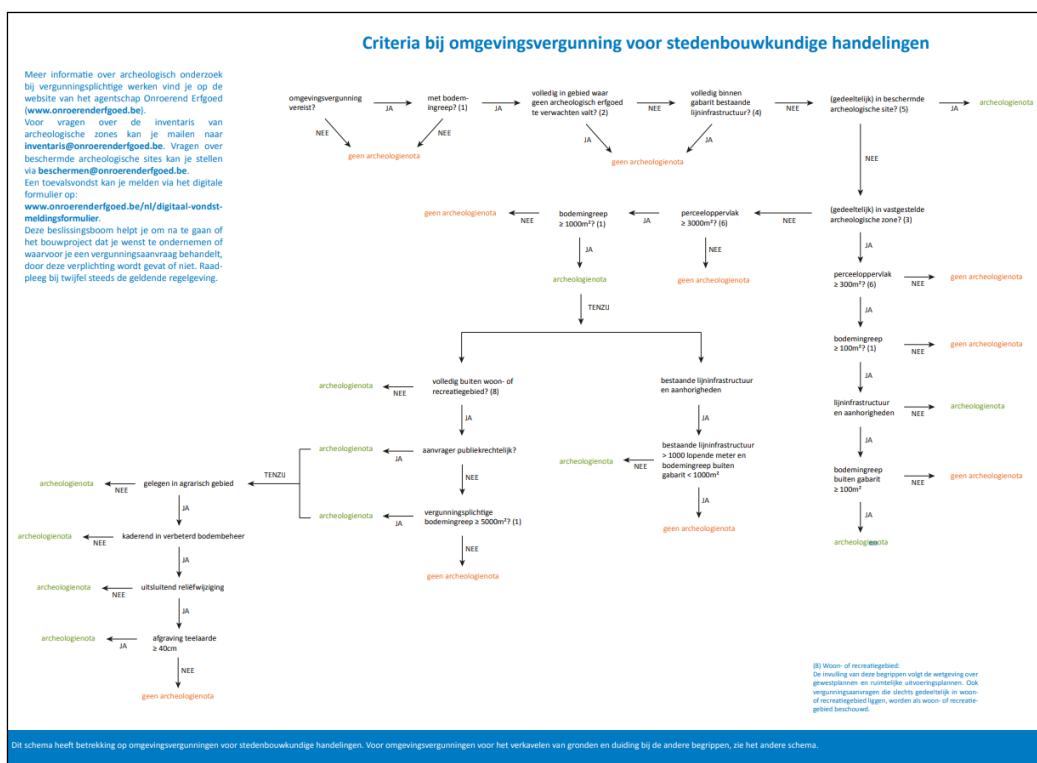 Criteria bij omgevingsvergunning voor stedenbouwkundige handelingen
Meer informatie over archeologisch onderzoek
bij vergunningsplichtige werken vind je op de
website van het agentschap Onroerend Erfgoed
(www.onroerenderfgoed.be).
Voor vragen over de inventaris van
archeologische zones kan je mailen naar
inventaris@onroerenderfgoed.be. Vragen over
beschermde archeologische sites kan je stellen
via beschermen@onroerenderfgoed.be.
Een toevalsvondst kan je melden via het digitale
formulier op:
www.onroerenderfgoed.be/nl/digitaal-vondst-
meldingsformulier.
Deze beslissingsboom helpt je om na te gaan of
het bouwproject dat je wenst te ondernemen of
waarvoor je een vergunningsaanvraag behandelt,
door deze verplichting wordt gevat of niet. Raad-
pleeg bij twijfel steeds de geldende regelgeving.
omgevingsvergunning
vereist?
JA
NEE
met bodem-
ingreep? (1)
JA
NEE
geen archeologienota
volledig in gebied waar
geen archeologisch erfgoed
te verwachten valt? (2)
NEE
JA
volledig binnen
gabarit bestaande
lijninfrastructuur? (4)
NEE
JA
geen archeologienota
(gedeeltelijk) in beschermde
archeologische site? (5)
JA
archeologienota
NEE
(gedeeltelijk) in vastgestelde
archeologische zone? (3)
NEE
JA
perceeloppervlak
≥ 3000m²? (6)
JA
NEE
geen archeologienota
bodemingreep
≥ 1000m²? (1)
NEE
geen archeologienota
JA
archeologienota
TENZIJ
perceeloppervlak
≥ 300m²? (6)
NEE
geen archeologienota
JA
bodemingreep
≥ 100m²? (1)
NEE
geen archeologienota
JA
lijninfrastructuur
en aanhorigheden
NEE
archeologienota
JA
bodemingreep
buiten gabarit
≥ 100m²
NEE
geen archeologienota
JA
archeologienota
en
volledig buiten woon- of
recreatiegebied? (8)
NEE
archeologienota
JA
aanvrager publiekrechtelijk?
JA
archeologienota
NEE
vergunningsplichtige
bodemingreep ≥ 5000m²? (1)
JA
archeologienota
NEE
geen archeologienota
bestaande lijninfrastructuur
en aanhorigheden
JA
bestaande lijninfrastructuur
> 1000 lopende meter en
bodemingreep buiten
gabarit < 1000m²
NEE
archeologienota
JA
geen archeologienota
TENZIJ
gelegen in agrarisch gebied
NEE
archeologienota
JA
kaderend in verbeterd bodembeheer
NEE
archeologienota
JA
uitsluitend reliëfwijziging
NEE
archeologienota
JA
afgraving teelaarde
≥ 40cm
JA
archeologienota
NEE
geen archeologienota
(8) Woon- of recreatiegebied:
De invulling van deze begrippen volgt de wetgeving over
gewestplannen en ruimtelijke uitvoeringsplannen. Ook
vergunningsaanvragen die slechts gedeeltelijk in woon-
of recreatiegebied liggen, worden als woon- of recreatie-
gebied beschouwd.
Dit schema heeft betrekking op omgevingsvergunningen voor stedenbouwkundige handelingen. Voor omgevingsvergunningen voor het verkavelen van gronden en duiding bij de andere begrippen, zie het andere schema.